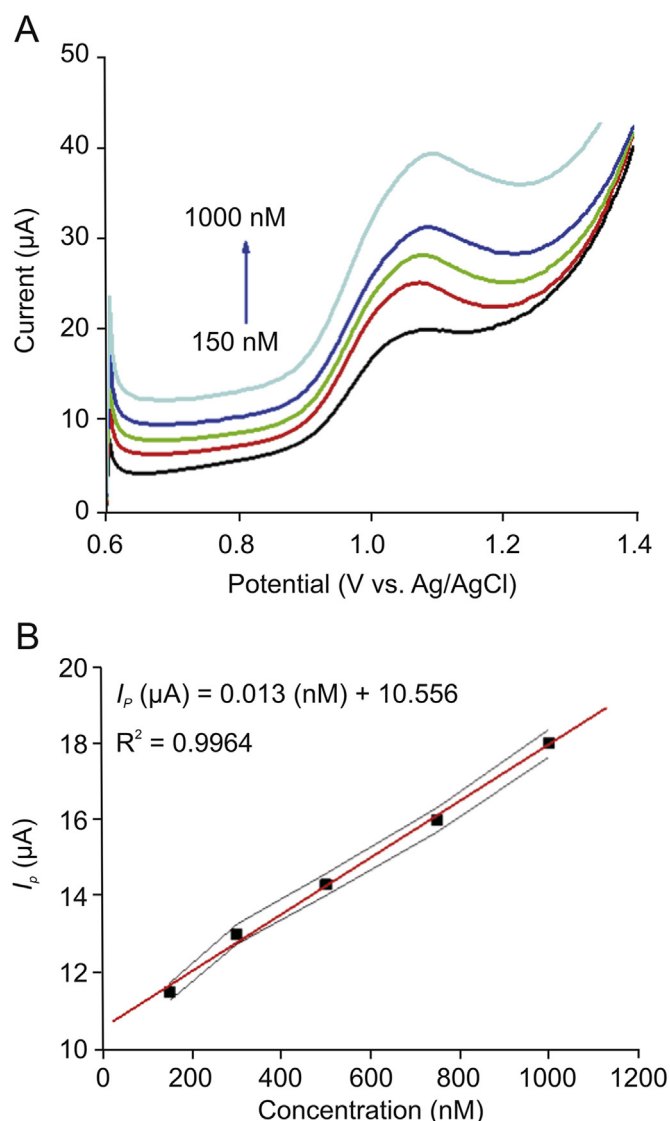 A
50
40
30
20
10
0
Current (µA)
1000 nM
150 nM
0.6 0.8 1.0 1.2 1.4
Potential (V vs. Ag/AgCl)
B
20
18
16
14
12
10
I_P (µA) = 0.013 (nM) + 10.556
R² = 0.9964
I_p (µA)
0 200 400 600 800 1000 1200
Concentration (nM)